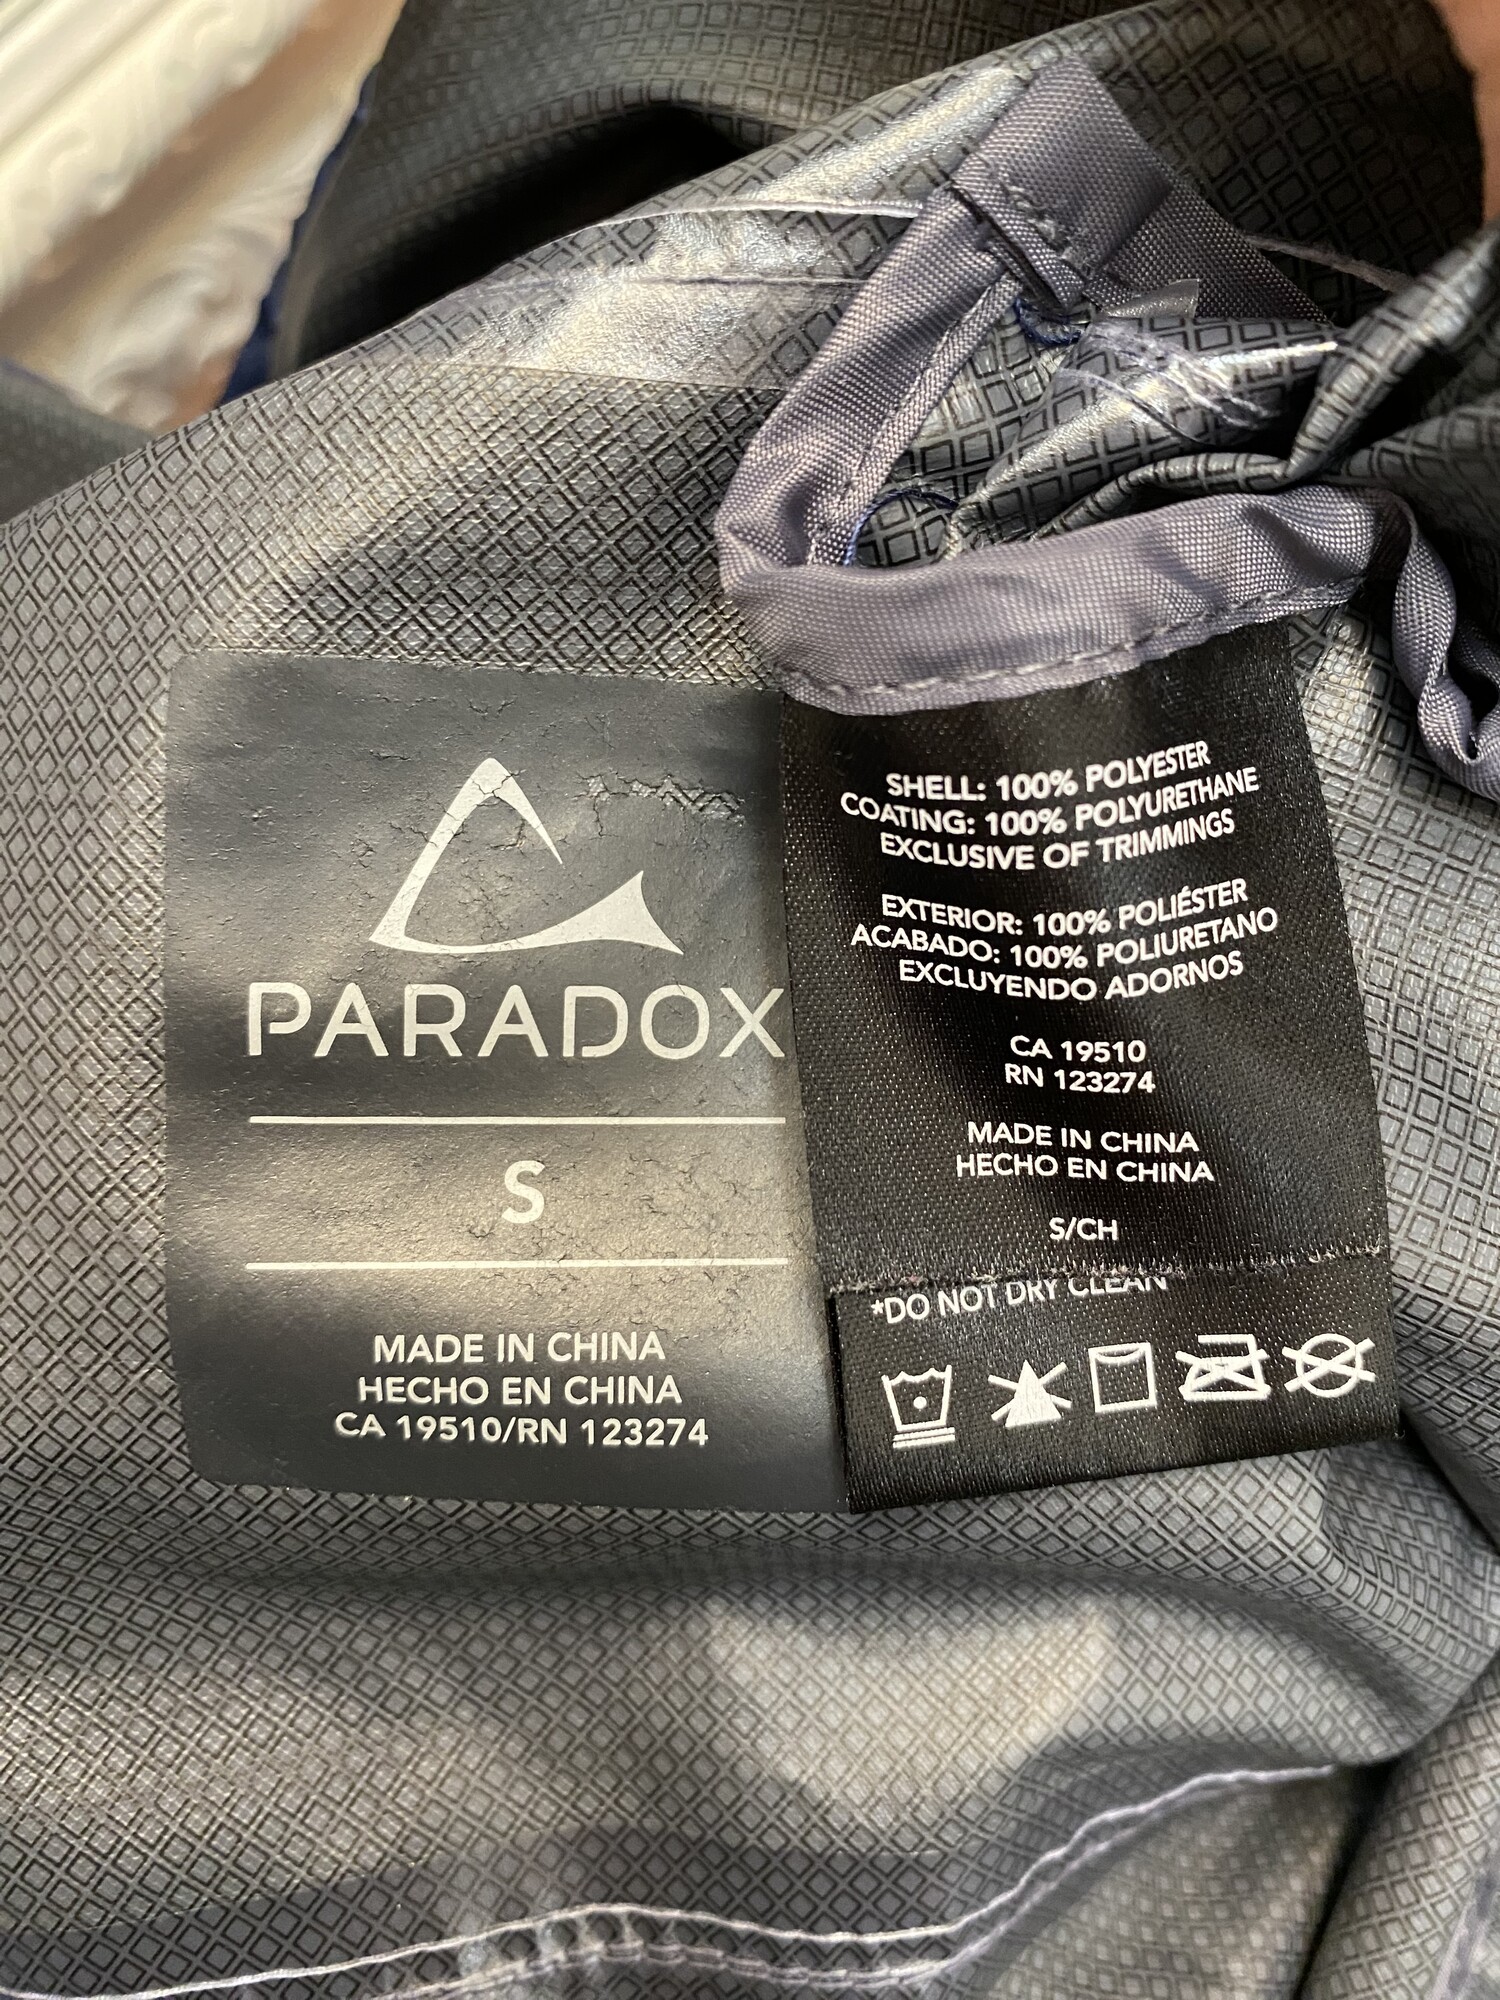 PARADOX
S
MADE IN CHINA
HECHO EN CHINA
CA 19510/RN 123274
SHELL: 100% POLYESTER
COATING: 100% POLYURETHANE
EXCLUSIVE OF TRIMMINGS
EXTERIOR: 100% POLIÉSTER
ACABADO: 100% POLIURETANO
EXCLUYENDO ADORNOS
CA 19510
RN 123274
MADE IN CHINA
HECHO EN CHINA
S/CH
*DO NOT DRY CLEAN